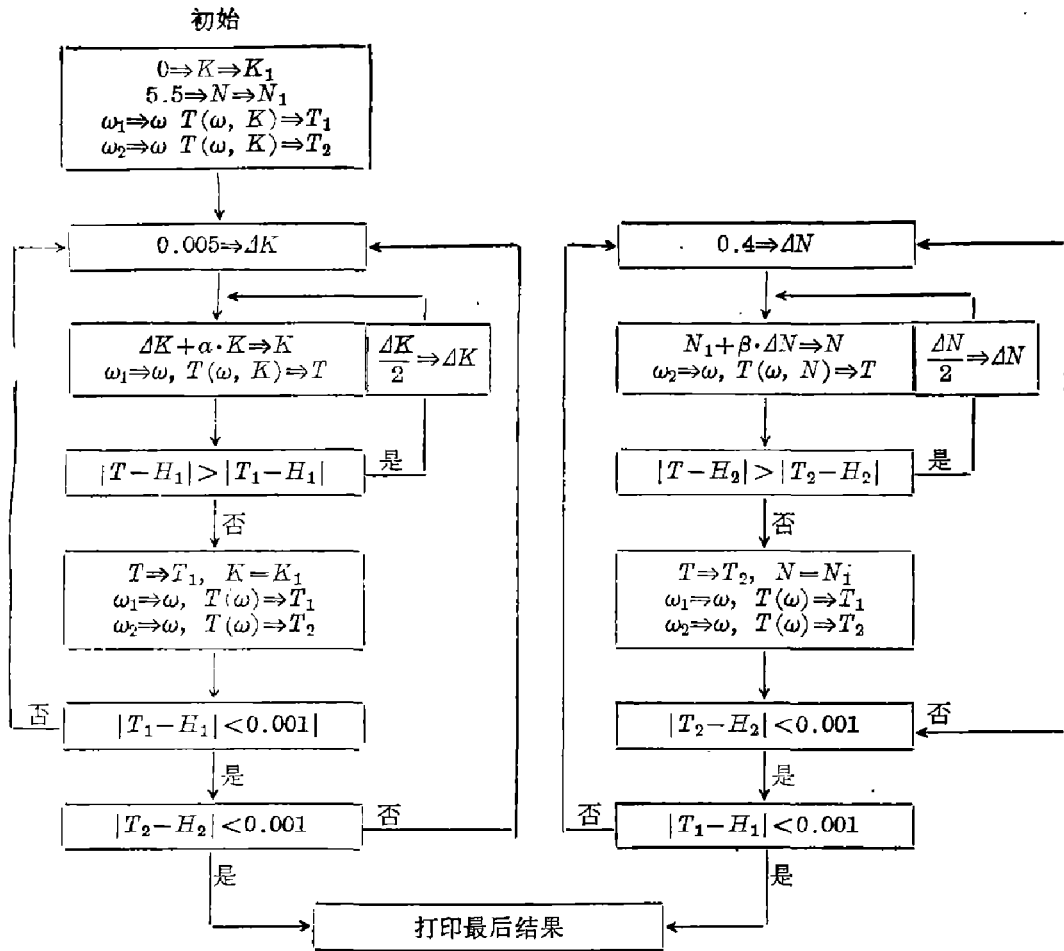 初始
0⇒K⇒K₁
5.5⇒N⇒N₁
ω₁⇒ω T(ω, K)⇒T₁
ω₂⇒ω T(ω, K)⇒T₂
0.005⇒ΔK
ΔK+α·K⇒K
ω₁⇒ω, T(ω, K)⇒T
ΔK/2⇒ΔK
|T−H₁|>|T₁−H₁|
是
否
T⇒T₁, K=K₁
ω₁⇒ω, T(ω)⇒T₁
ω₂⇒ω, T(ω)⇒T₂
否
|T₁−H₁|<0.001|
是
|T₂−H₂|<0.001
否
是
0.4⇒ΔN
N₁+β·ΔN⇒N
ω₂⇒ω, T(ω, N)⇒T
ΔN/2⇒ΔN
|T−H₂|>|T₂−H₂|
是
否
T⇒T₂, N=N₁
ω₁⇒ω, T(ω)⇒T₁
ω₂⇒ω, T(ω)⇒T₂
|T₂−H₂|<0.001
否
是
否
|T₁−H₁|<0.001
是
打印最后结果